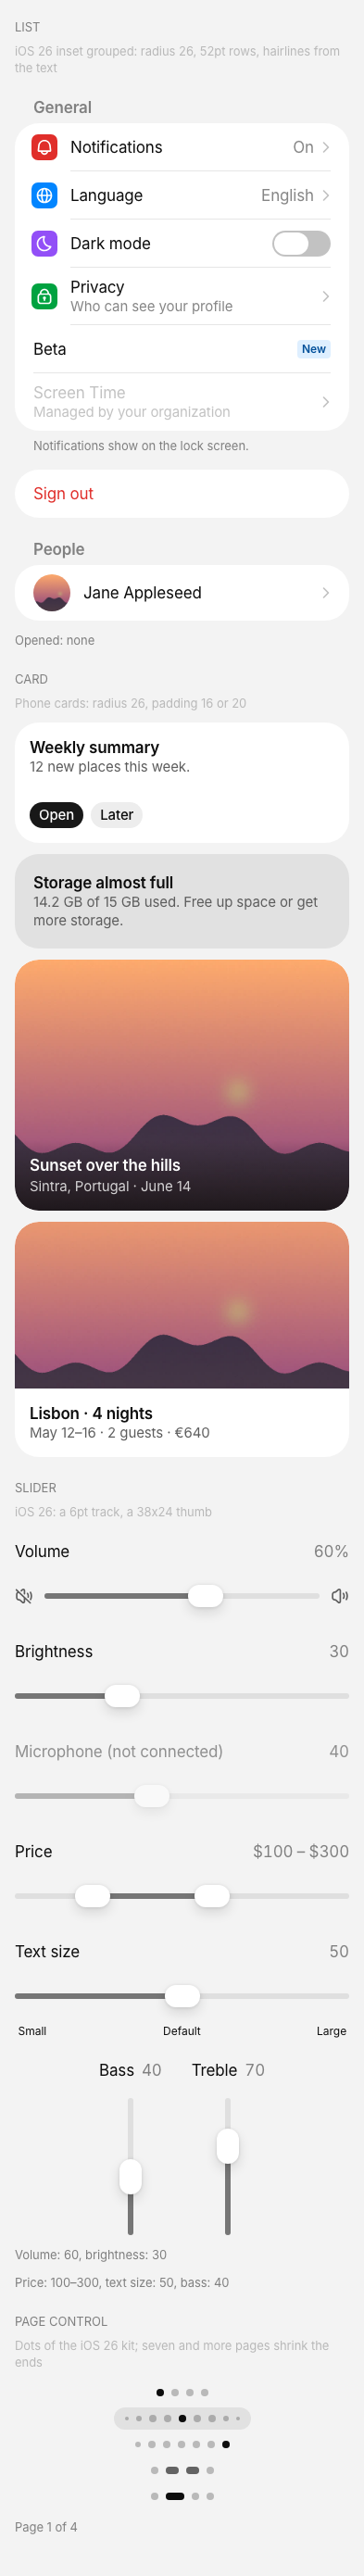 LIST
iOS 26 inset grouped: radius 26, 52pt rows, hairlines from
the text
General
Notifications On
Language English
Dark mode
Privacy
Who can see your profile
Beta New
Screen Time
Managed by your organization
Notifications show on the lock screen.
Sign out
People
Jane Appleseed
Opened: none
CARD
Phone cards: radius 26, padding 16 or 20
Weekly summary
12 new places this week.
Open Later
Storage almost full
14.2 GB of 15 GB used. Free up space or get
more storage.
Sunset over the hills
Sintra, Portugal · June 14
Lisbon · 4 nights
May 12–16 · 2 guests · €640
SLIDER
iOS 26: a 6pt track, a 38x24 thumb
Volume 60%
Brightness 30
Microphone (not connected) 40
Price $100 – $300
Text size 50
Small Default Large
Bass 40 Treble 70
Volume: 60, brightness: 30
Price: 100–300, text size: 50, bass: 40
PAGE CONTROL
Dots of the iOS 26 kit; seven and more pages shrink the
ends
Page 1 of 4